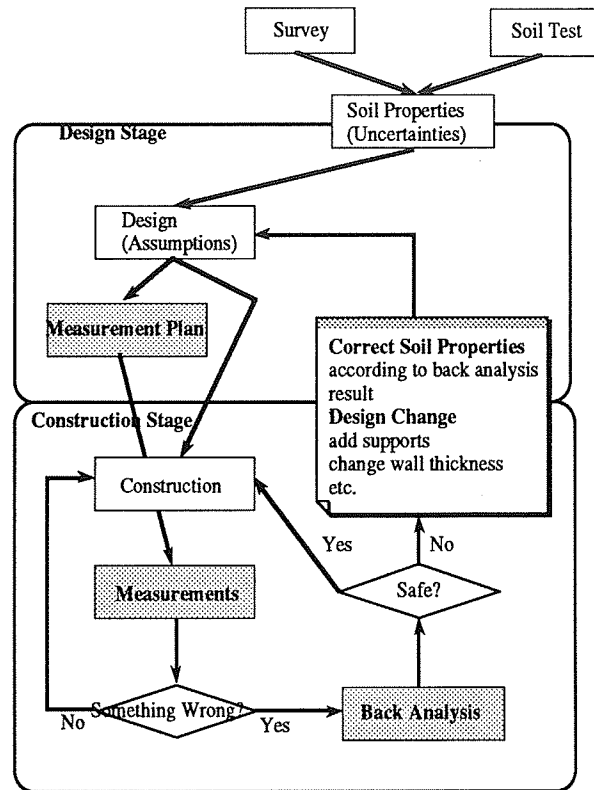 Survey
Soil Test
Soil Properties
(Uncertainties)
Design Stage
Design
(Assumptions)
Measurement Plan
Correct Soil Properties
according to back analysis
result
Design Change
add supports
change wall thickness
etc.
Construction Stage
Construction
Yes
No
Measurements
Safe?
Something Wrong?
No
Yes
Back Analysis